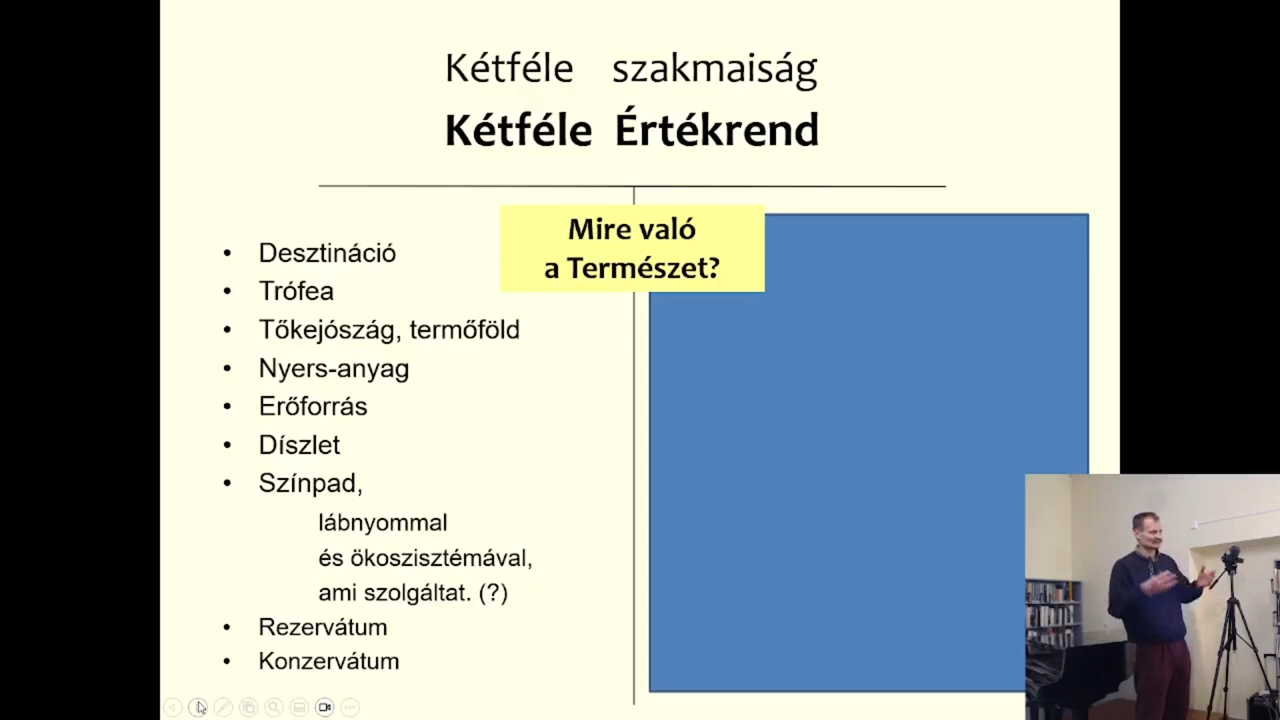 Kétféle szakmaiság
Kétféle Értékrend
Mire való
a Természet?
• Desztináció
• Trófea
• Tőkejószág, termőföld
• Nyers-anyag
• Erőforrás
• Díszlet
• Színpad,
lábnyommal
és ökoszisztémával,
ami szolgáltat. (?)
• Rezervátum
• Konzervátum